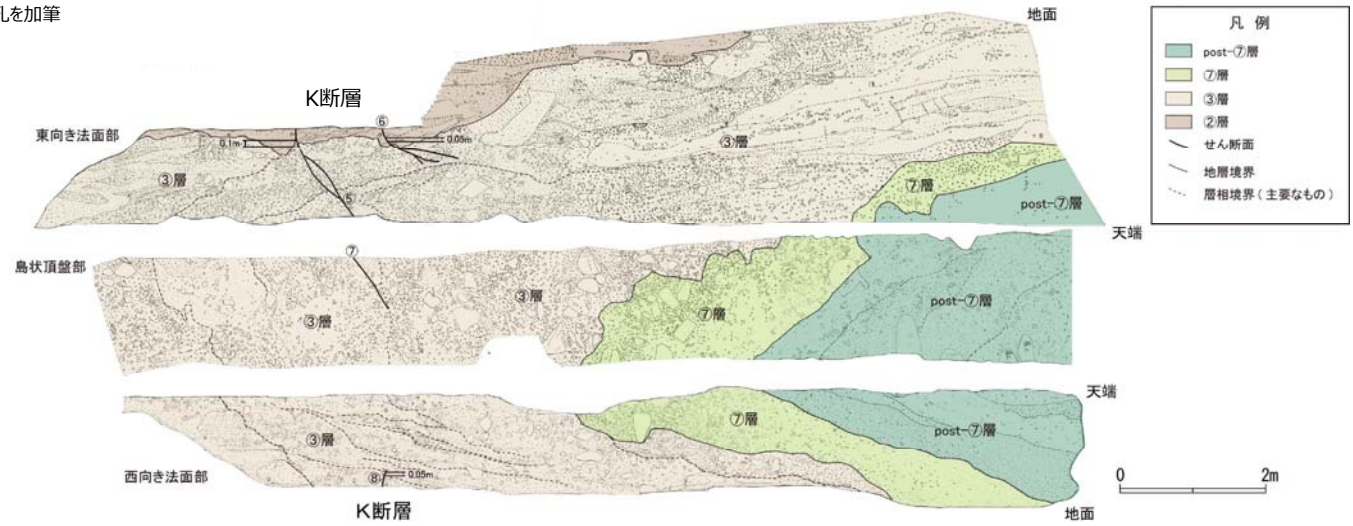 孔を加筆
地面
K断層
⑥
東向き法面部
0.1m
0.05m
③層
③層
⑤
⑦層
post-⑦層
天端
凡 例
post-⑦層
⑦層
③層
②層
せん断面
地層境界
層相境界(主要なもの)
島状頂盤部
⑦
③層
③層
⑦層
post-⑦層
天端
③層
⑦層
post-⑦層
⑧
0.05m
西向き法面部
K断層
地面
0
2m